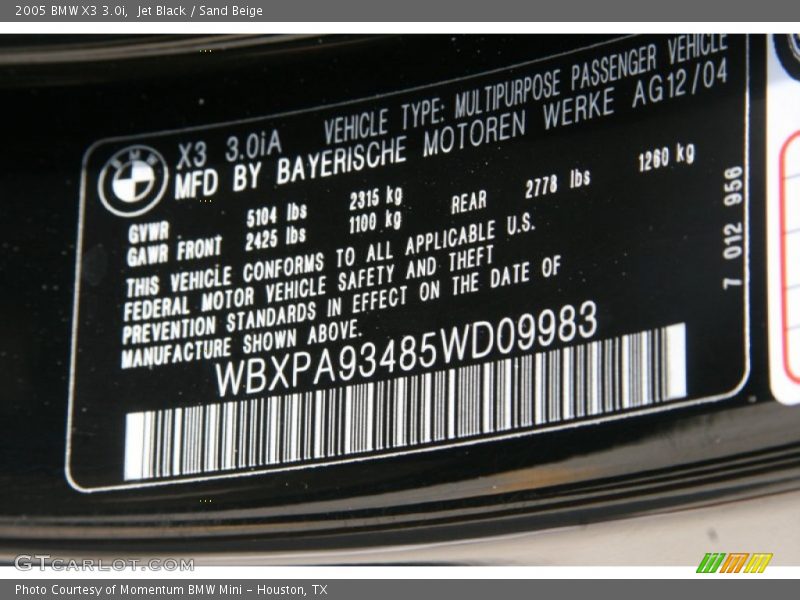 2005 BMW X3 3.0i, Jet Black / Sand Beige
BMW
X3 3.0iA VEHICLE TYPE: MULTIPURPOSE PASSENGER VEHICLE
MFD BY BAYERISCHE MOTOREN WERKE AG 12/04
GVWR 5104 lbs 2315 kg
GAWR FRONT 2425 lbs 1100 kg REAR 2778 lbs 1260 kg
THIS VEHICLE CONFORMS TO ALL APPLICABLE U.S.
FEDERAL MOTOR VEHICLE SAFETY AND THEFT
PREVENTION STANDARDS IN EFFECT ON THE DATE OF
MANUFACTURE SHOWN ABOVE.
WBXPA93485WD09983
7 012 956
GTCARLOT.COM
Photo Courtesy of Momentum BMW Mini - Houston, TX